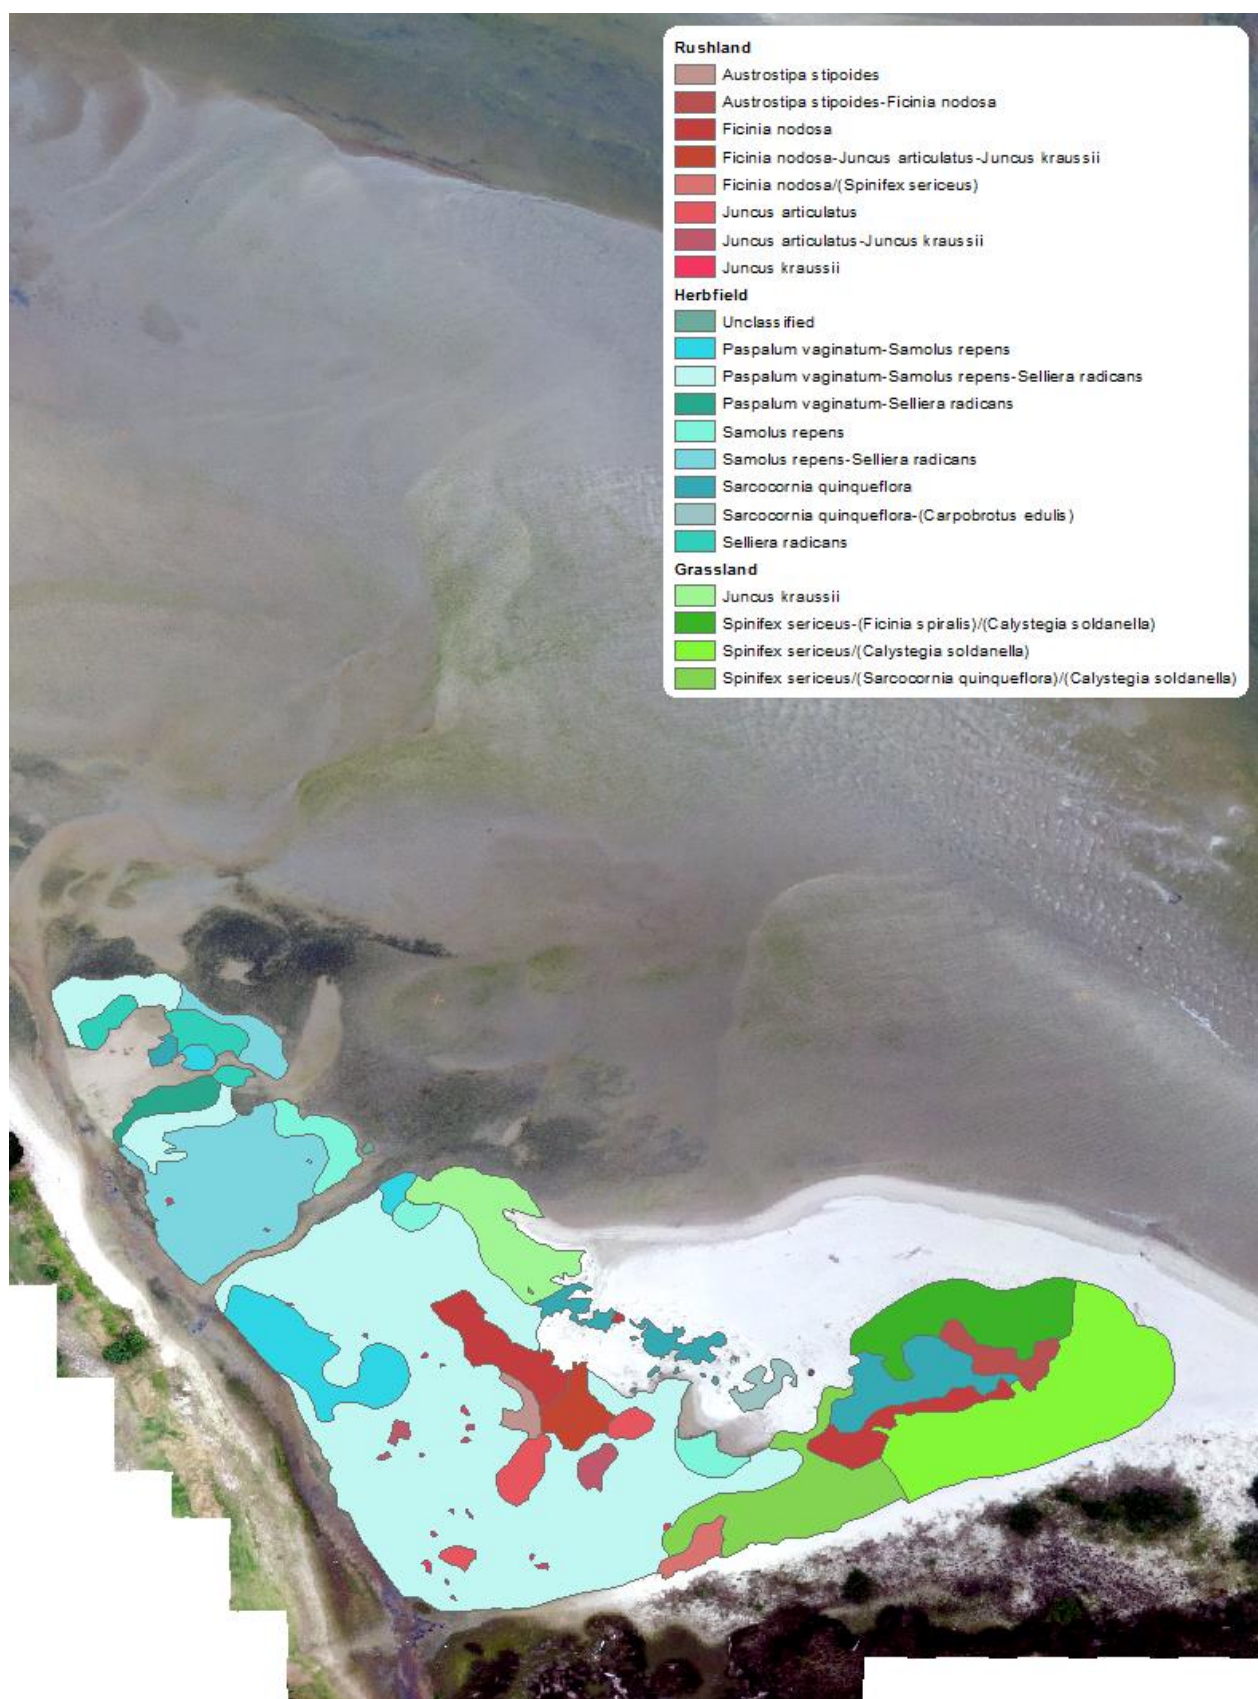 Rushland
Austrostipa stipoides
Austrostipa stipoides-Ficinia nodosa
Ficinia nodosa
Ficinia nodosa-Juncus articulatus-Juncus kraussii
Ficinia nodosa/(Spinifex sericeus)
Juncus articulatus
Juncus articulatus-Juncus kraussii
Juncus kraussii
Herbfield
Unclassified
Paspalum vaginatum-Samolus repens
Paspalum vaginatum-Samolus repens-Selliera radicans
Paspalum vaginatum-Selliera radicans
Samolus repens
Samolus repens-Selliera radicans
Sarcocornia quinqueflora
Sarcocornia quinqueflora-(Carpobrotus edulis)
Selliera radicans
Grassland
Juncus kraussii
Spinifex sericeus-(Ficinia spiralis)/(Calystegia soldanella)
Spinifex sericeus/(Calystegia soldanella)
Spinifex sericeus/(Sarcocornia quinqueflora)/(Calystegia soldanella)